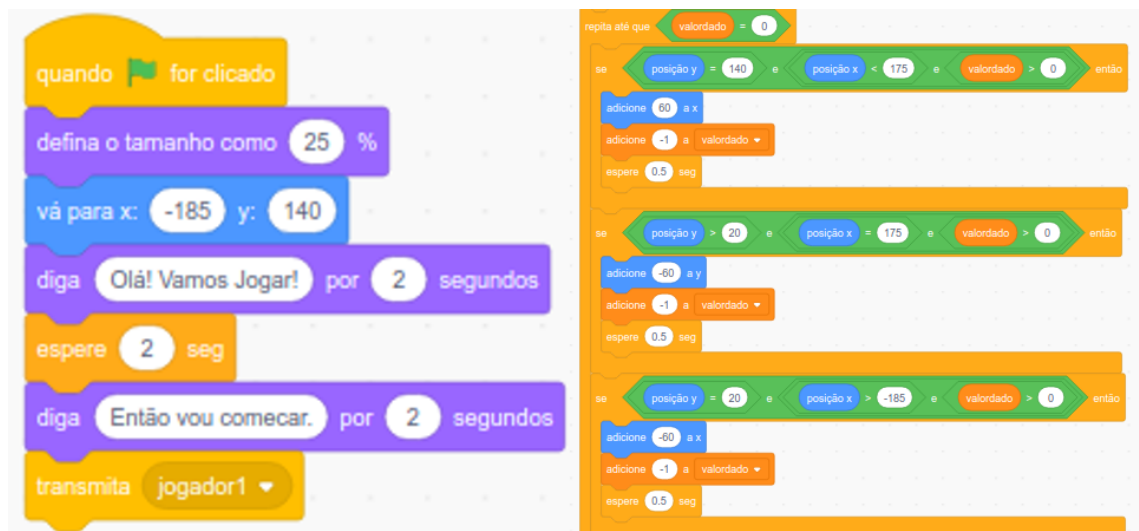 quando for clicado
defina o tamanho como 25 %
vá para x: -185 y: 140
diga Olá! Vamos Jogar! por 2 segundos
espere 2 seg
diga Então vou comecar. por 2 segundos
transmita jogador1
repita até que valordado = 0
se posição y = 140 e posição x < 175 e valordado > 0 então
adicione 60 a x
adicione -1 a valordado
espere 0.5 seg
se posição y > 20 e posição x = 175 e valordado > 0 então
adicione -60 a y
adicione -1 a valordado
espere 0.5 seg
se posição y = 20 e posição x > -185 e valordado > 0 então
adicione -60 a x
adicione -1 a valordado
espere 0.5 seg